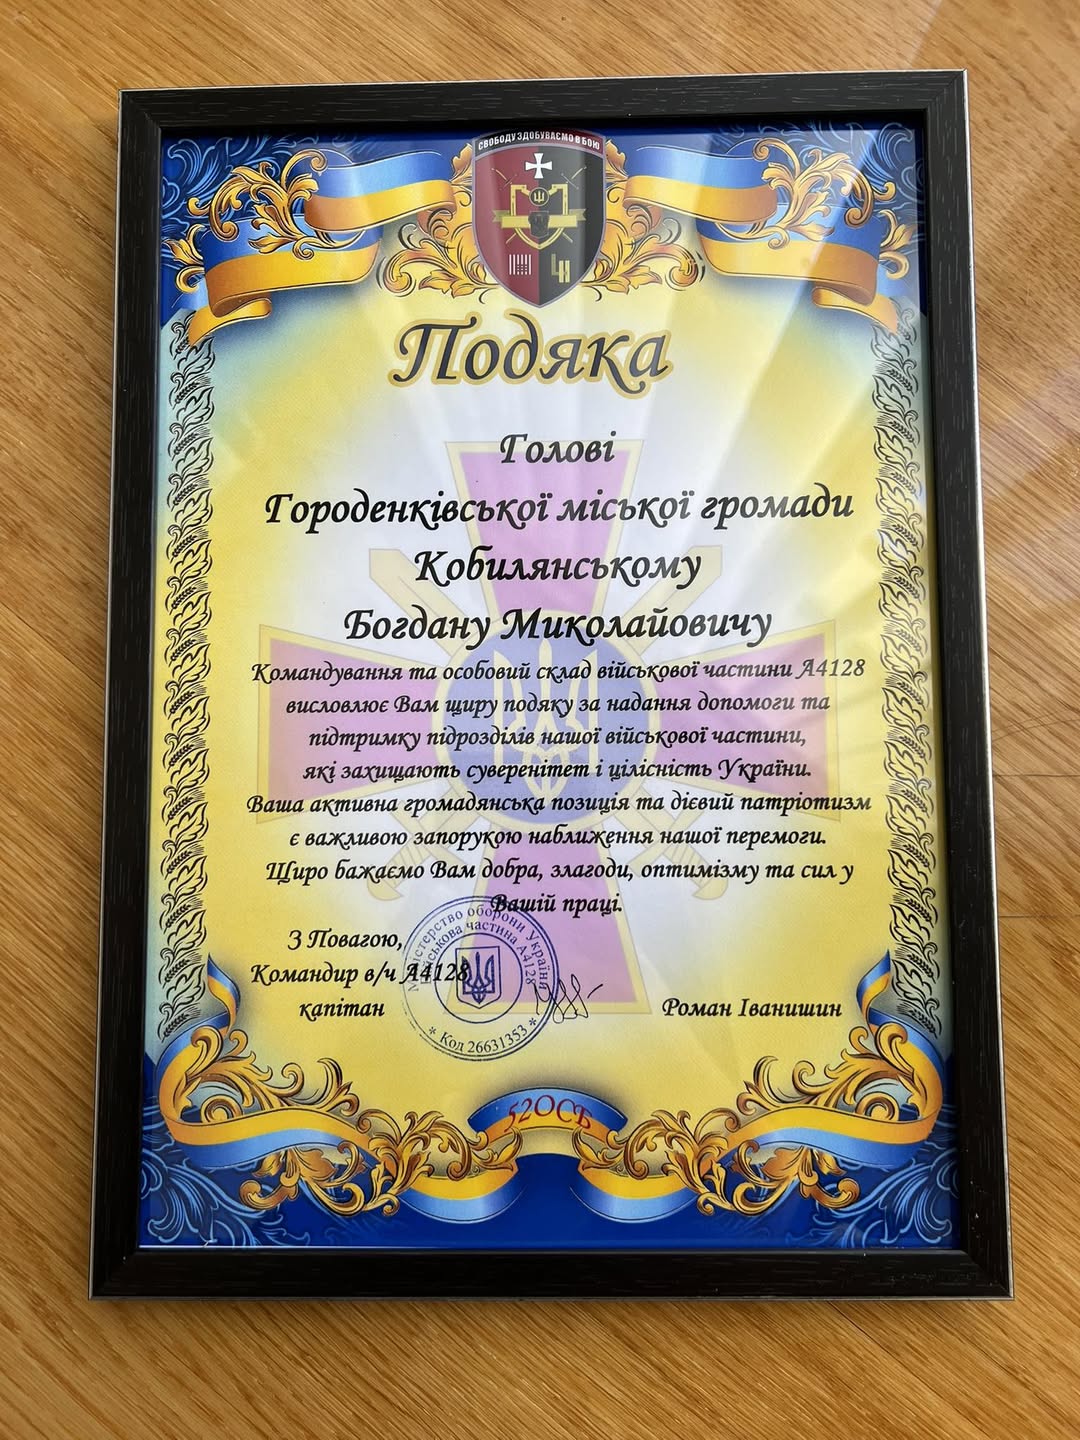 СВОБОДУ ЗДОБУВАЄМО В БОЮ
Подяка
Голові
Городенківської міської громади
Кобилянському
Богдану Миколайовичу
Командування та особовий склад військової частини А4128
висловлює Вам щиру подяку за надання допомоги та
підтримку підрозділів нашої військової частини,
які захищають суверенітет і цілісність України.
Ваша активна громадянська позиція та дієвий патріотизм
є важливою запорукою наближення нашої перемоги.
Щиро бажаємо Вам добра, злагоди, оптимізму та сил у
Вашій праці.
З Повагою,
Командир в/ч А4128
капітан
Роман Іванишин
Міністерство оборони України
Військова частина А4128
* Код 26631353 *
52ОСБ